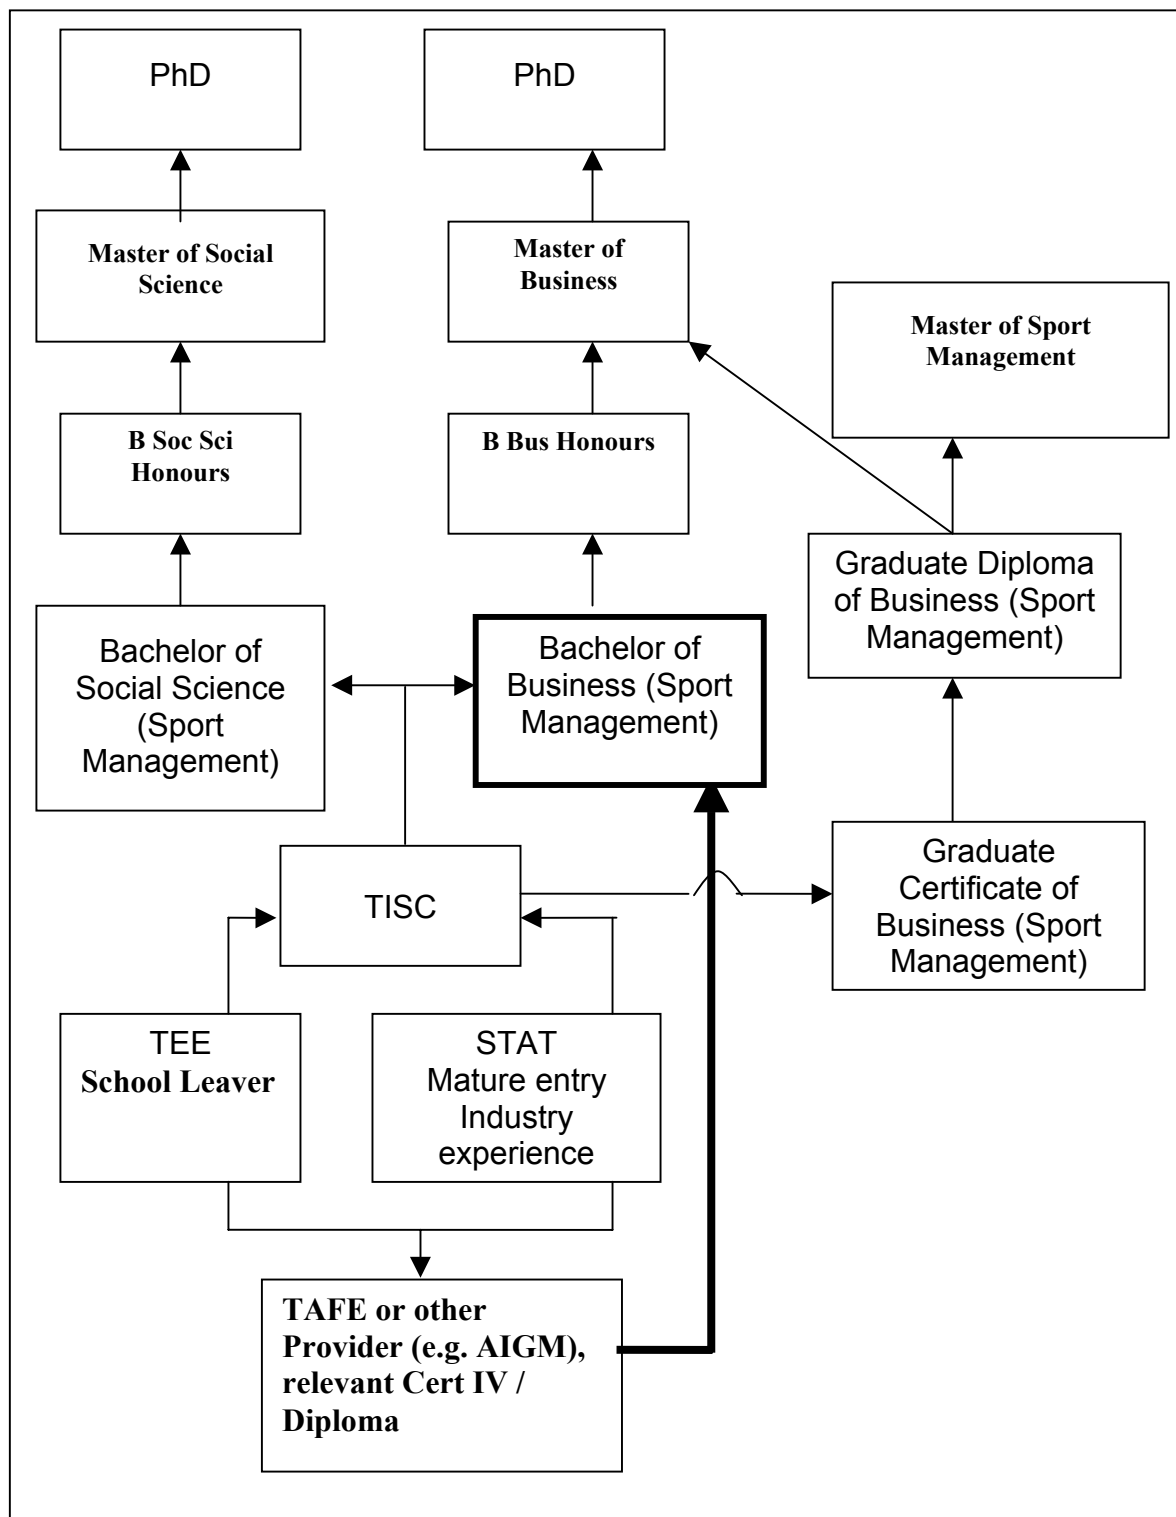 PhD
PhD
Master of Social
Science
Master of
Business
Master of Sport
Management
B Soc Sci
Honours
B Bus Honours
Graduate Diploma
of Business (Sport
Management)
Bachelor of
Social Science
(Sport
Management)
Bachelor of
Business (Sport
Management)
TISC
Graduate
Certificate of
Business (Sport
Management)
TEE
School Leaver
STAT
Mature entry
Industry
experience
TAFE or other
Provider (e.g. AIGM),
relevant Cert IV /
Diploma